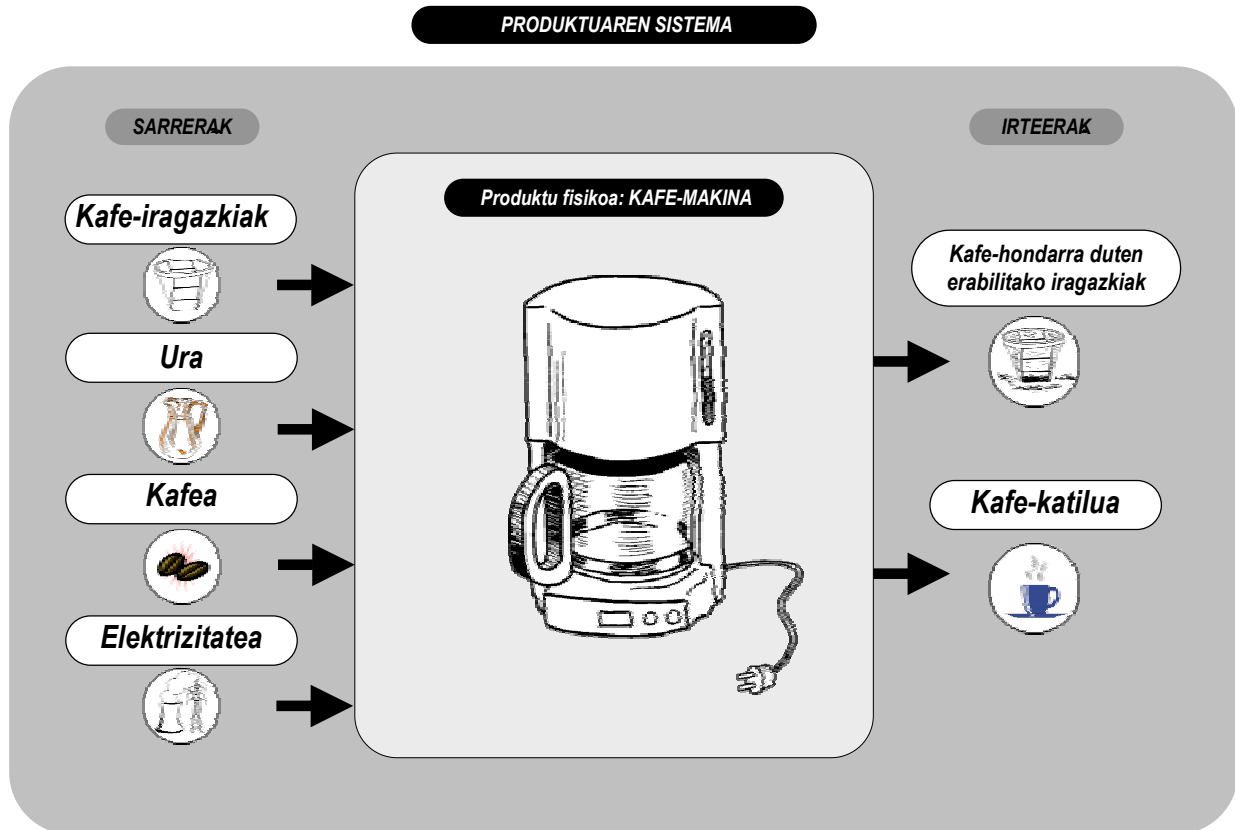 PRODUKTUAREN SISTEMA
SARRERAK
IRTEERAK
Produktu fisikoa: KAFE-MAKINA
Kafe-iragazkiak
Ura
Kafea
Elektrizitatea
Kafe-hondarra duten
erabilitako iragazkiak
Kafe-katilua